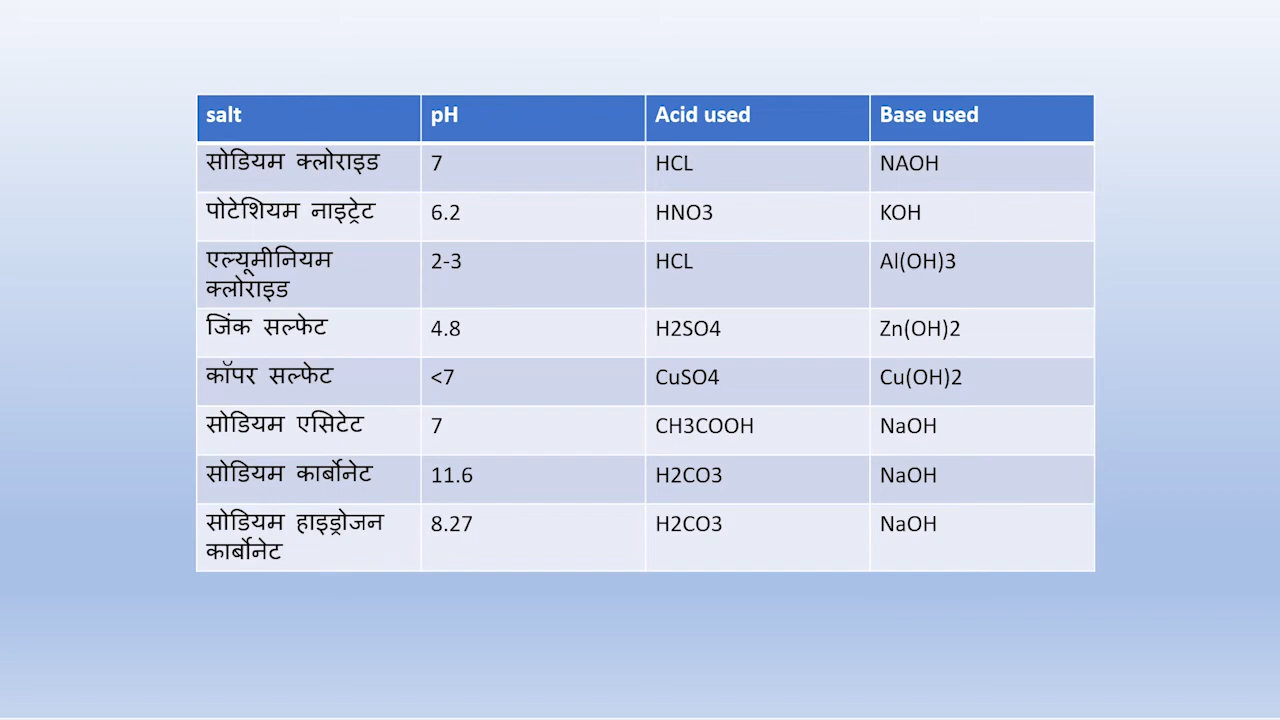 salt pH Acid used Base used
सोडियम क्लोराइड 7 HCL NAOH
पोटेशियम नाइट्रेट 6.2 HNO3 KOH
एल्यूमीनियम 2-3 HCL Al(OH)3
क्लोराइड
जिंक सल्फेट 4.8 H2SO4 Zn(OH)2
कॉपर सल्फेट <7 CuSO4 Cu(OH)2
सोडियम एसिटेट 7 CH3COOH NaOH
सोडियम कार्बोनेट 11.6 H2CO3 NaOH
सोडियम हाइड्रोजन 8.27 H2CO3 NaOH
कार्बोनेट